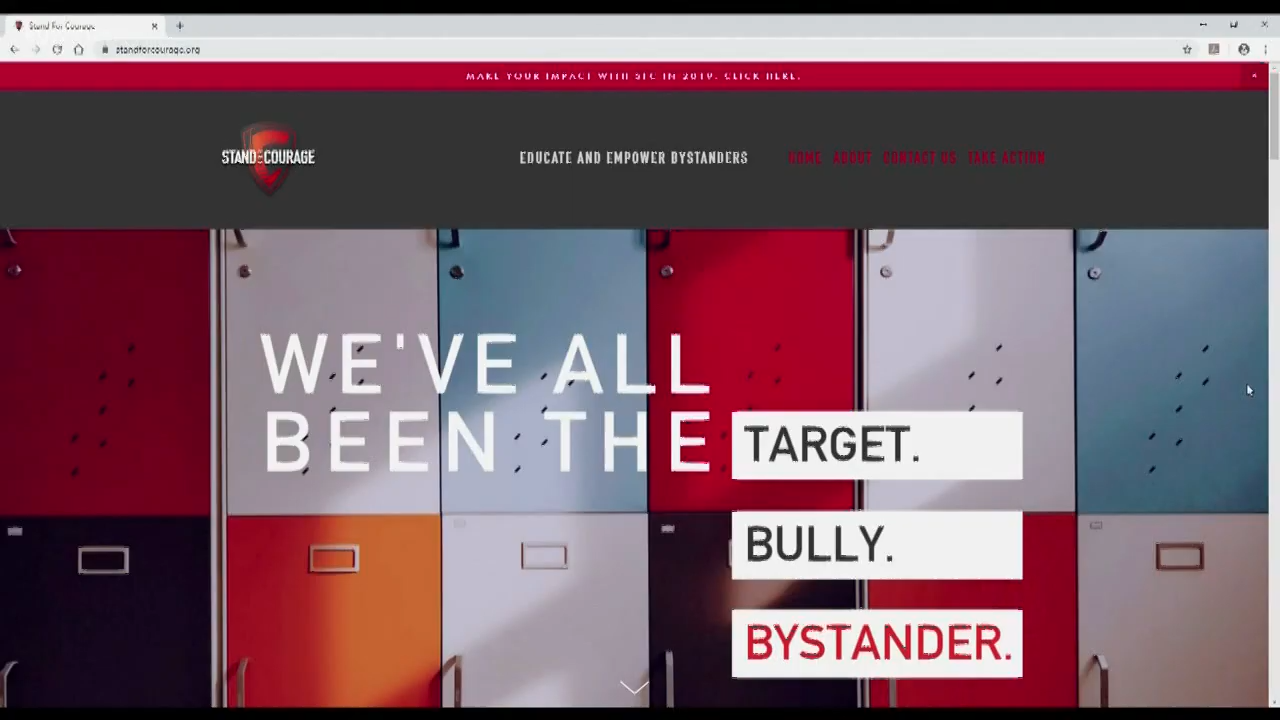 Stand For Courage
standforcourage.org
MAKE YOUR IMPACT WITH SFC IN 2019. CLICK HERE.
STAND FOR COURAGE
EDUCATE AND EMPOWER BYSTANDERS
HOME ABOUT CONTACT US TAKE ACTION
WE'VE ALL
BEEN THE
TARGET.
BULLY.
BYSTANDER.